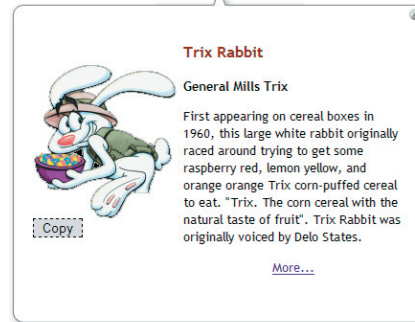 Trix Rabbit
General Mills Trix
First appearing on cereal boxes in
1960, this large white rabbit originally
raced around trying to get some
raspberry red, lemon yellow, and
orange orange Trix corn-puffed cereal
to eat. "Trix. The corn cereal with the
natural taste of fruit". Trix Rabbit was
originally voiced by Delo States.
Copy
More...